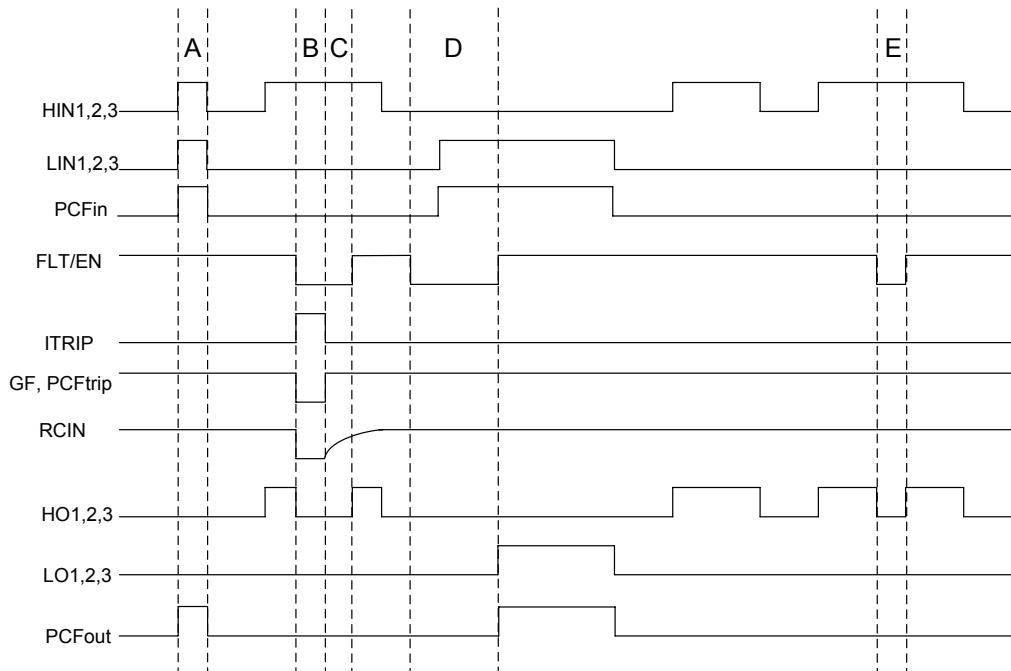 A B C D E
HIN1,2,3
LIN1,2,3
PCFin
FLT/EN
ITRIP
GF, PCFtrip
RCIN
HO1,2,3
LO1,2,3
PCFout